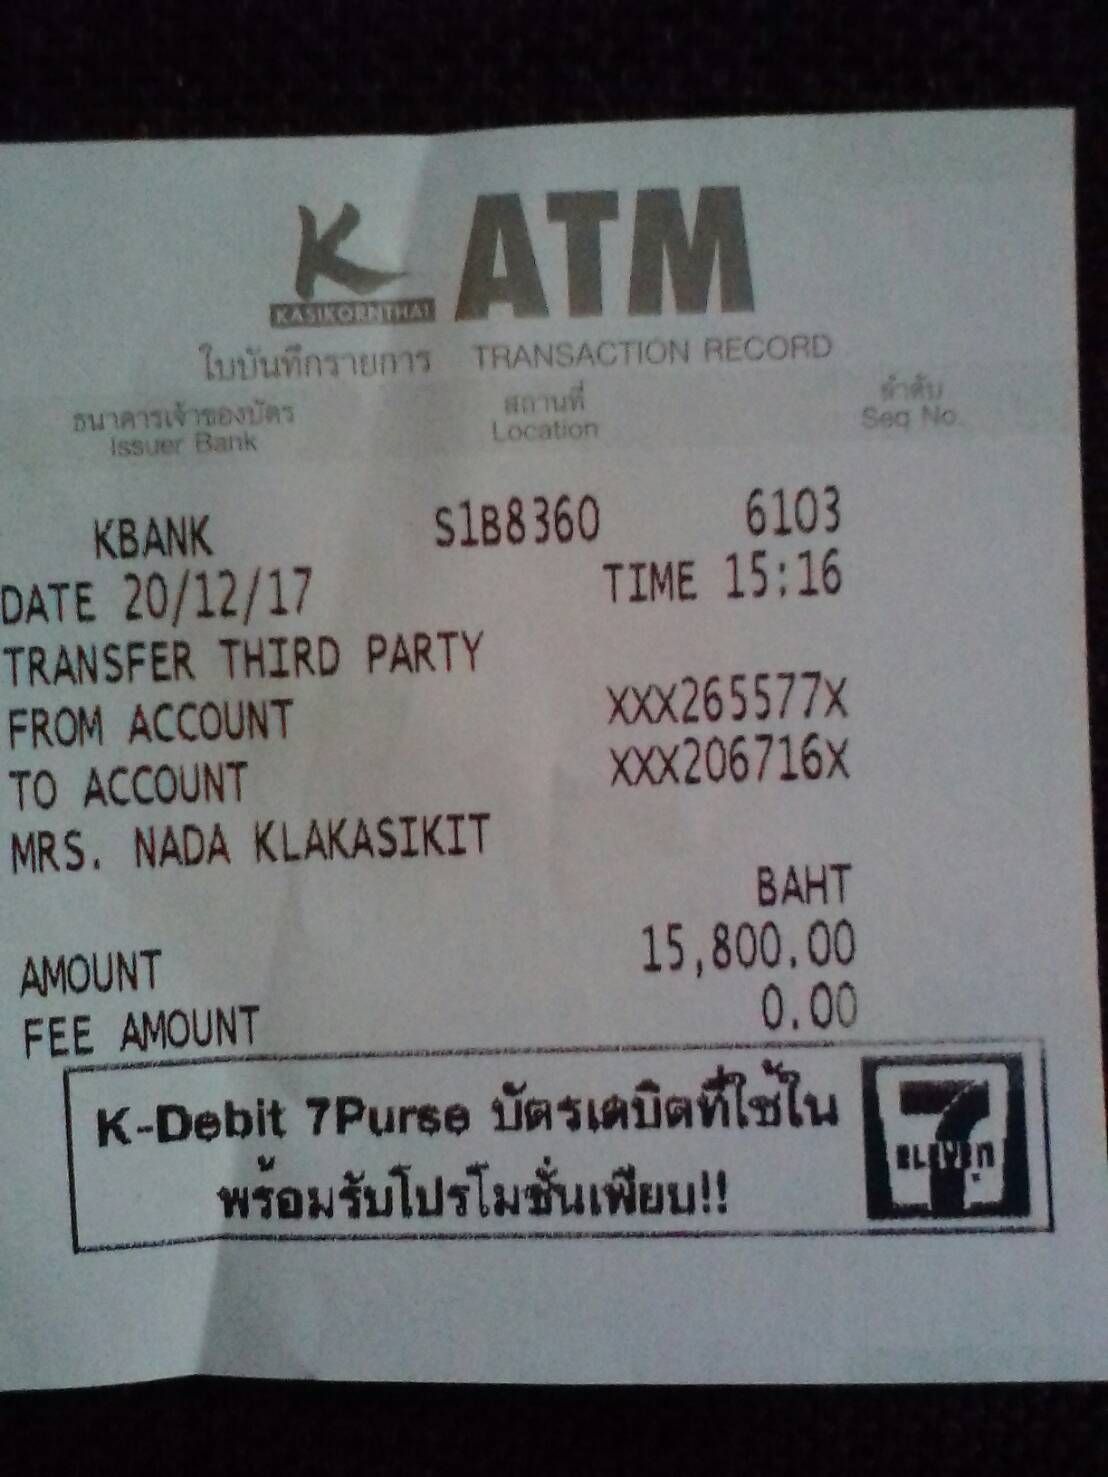 K ATM
KASIKORNTHAI
ใบบันทึกรายการ TRANSACTION RECORD
ธนาคารเจ้าของบัตร สถานที่ ลำดับ
Issuer Bank Location Seq No.
KBANK S1B8360 6103
DATE 20/12/17 TIME 15:16
TRANSFER THIRD PARTY
FROM ACCOUNT XXX265577X
TO ACCOUNT XXX206716X
MRS. NADA KLAKASIKIT
BAHT
AMOUNT 15,800.00
FEE AMOUNT 0.00
K-Debit 7Purse บัตรเดบิตที่ใช้ใน
พร้อมรับโปรโมชั่นเพียบ!!
7 ELEVEN